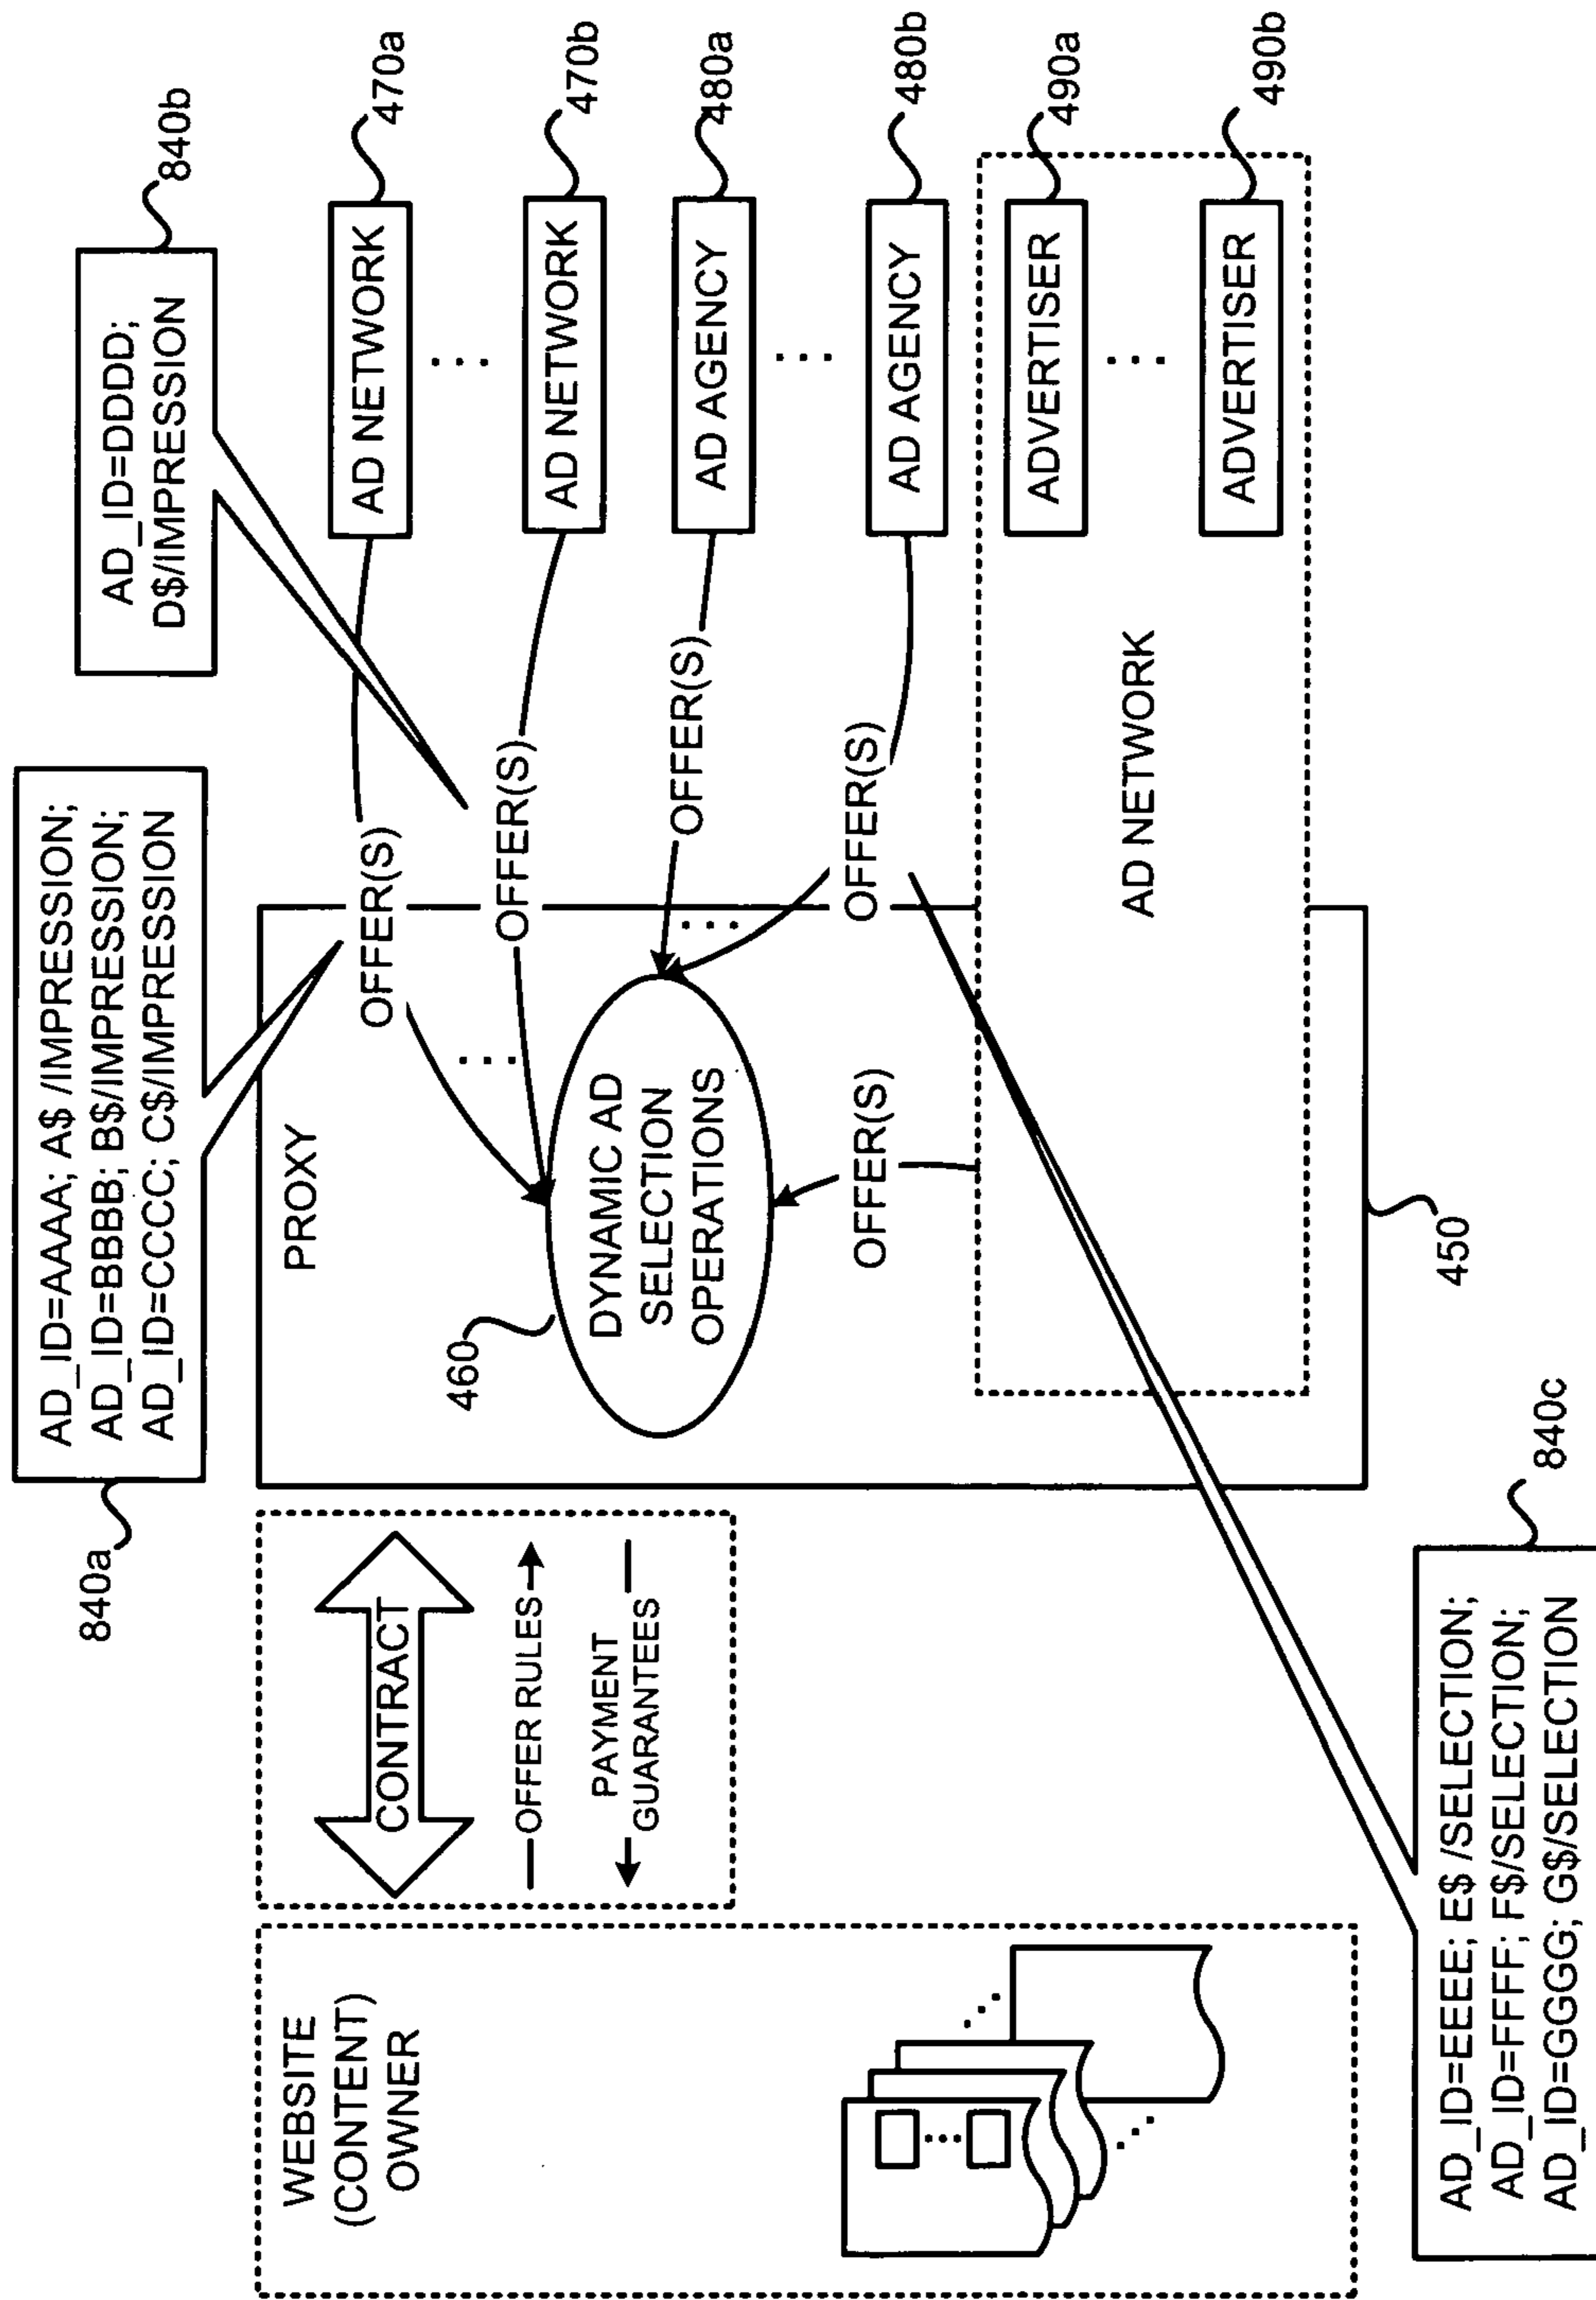 840a
AD_ID=AAAA; A$ /IMPRESSION;
AD_ID=BBBB; B$/IMPRESSION;
AD_ID=CCCC; C$/IMPRESSION
AD_ID=DDDD;
D$/IMPRESSION
840b
WEBSITE
(CONTENT)
OWNER
CONTRACT
OFFER RULES
PAYMENT
GUARANTEES
PROXY
460
DYNAMIC AD
SELECTION
OPERATIONS
OFFER(S)
OFFER(S)
OFFER(S)
OFFER(S)
OFFER(S)
AD NETWORK
470a
AD NETWORK
470b
AD AGENCY
480a
AD AGENCY
480b
ADVERTISER
490a
AD NETWORK
ADVERTISER
490b
450
840c
AD_ID=EEEE; E$ /SELECTION;
AD_ID=FFFF; F$/SELECTION;
AD_ID=GGGG; G$/SELECTION